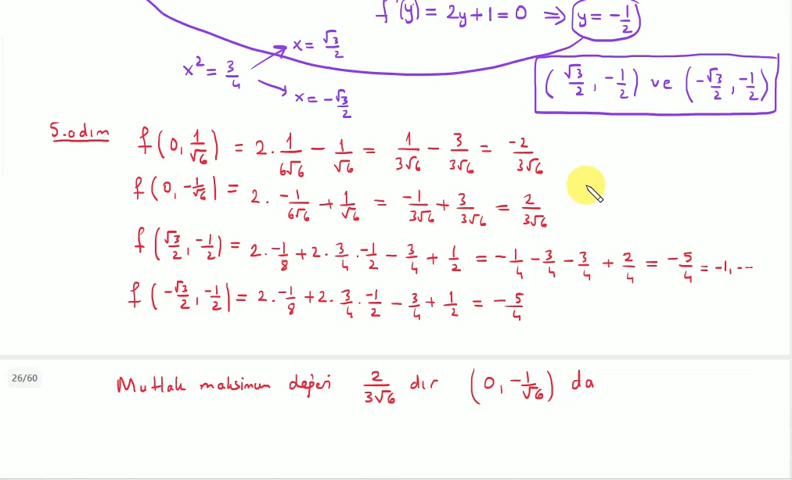 f'(y) = 2y+1 = 0 ⇒ y = -1/2
x² = 3/4 → x = √3/2
→ x = -√3/2
(√3/2, -1/2) ve (-√3/2, -1/2)
5.adım f(0, 1/√6) = 2. 1/6√6 - 1/√6 = 1/3√6 - 3/3√6 = -2/3√6
f(0, -1/√6) = 2. -1/6√6 + 1/√6 = -1/3√6 + 3/3√6 = 2/3√6
f(√3/2, -1/2) = 2. -1/8 + 2. 3/4 . -1/2 - 3/4 + 1/2 = -1/4 - 3/4 - 3/4 + 2/4 = -5/4 = -1,...
f(-√3/2, -1/2) = 2. -1/8 + 2. 3/4 . -1/2 - 3/4 + 1/2 = -5/4
26/60
Mutlak maksimum değeri 2/3√6 dır (0, -1/√6) da